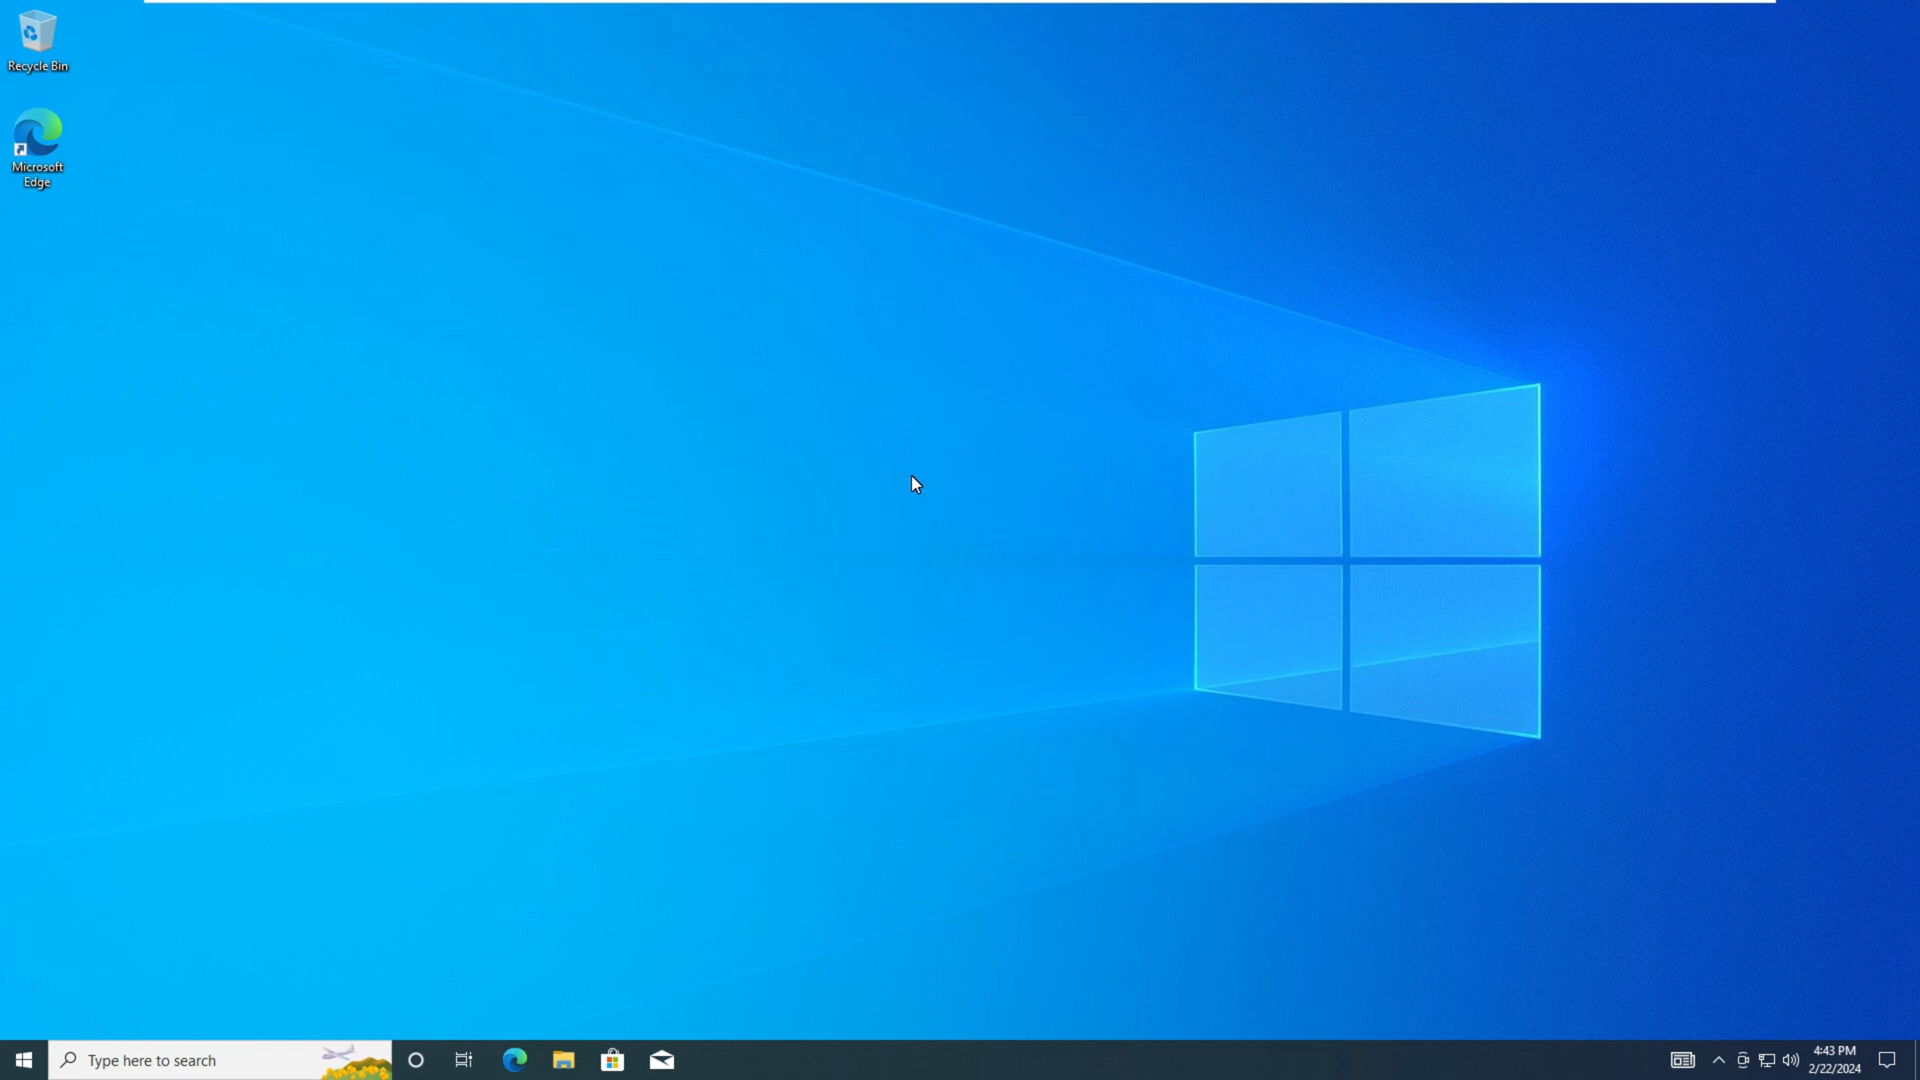 Recycle Bin
Microsoft
Edge
Type here to search
4:43 PM
2/22/2024